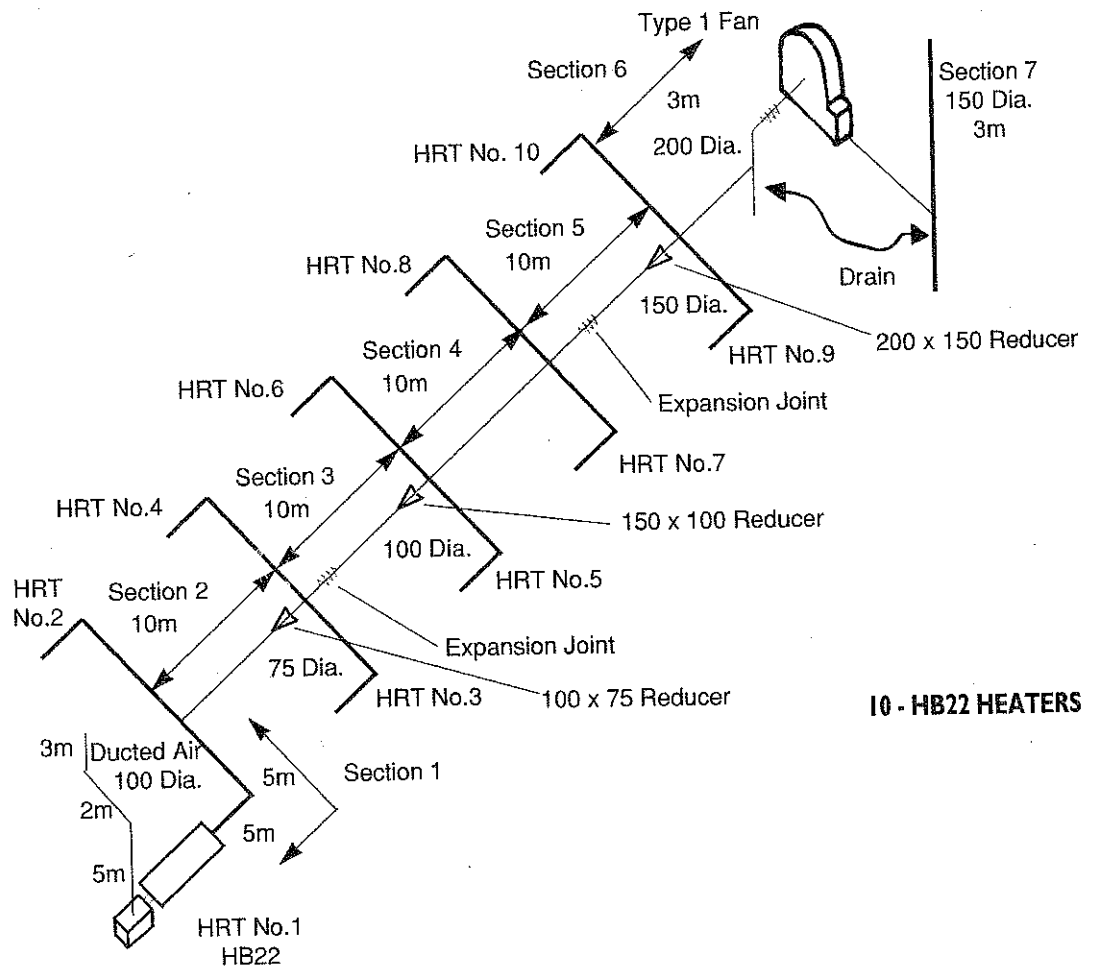 Type 1 Fan
Section 6
3m
200 Dia.
Section 7
150 Dia.
3m
HRT No. 10
Section 5
10m
Drain
HRT No.8
150 Dia.
200 x 150 Reducer
HRT No.9
Section 4
10m
Expansion Joint
HRT No.6
HRT No.7
Section 3
10m
150 x 100 Reducer
HRT No.4
100 Dia.
HRT No.5
HRT
No.2
Section 2
10m
Expansion Joint
75 Dia.
HRT No.3
100 x 75 Reducer
10 - HB22 HEATERS
3m
Ducted Air
100 Dia.
5m
Section 1
2m
5m
5m
HRT No.1
HB22